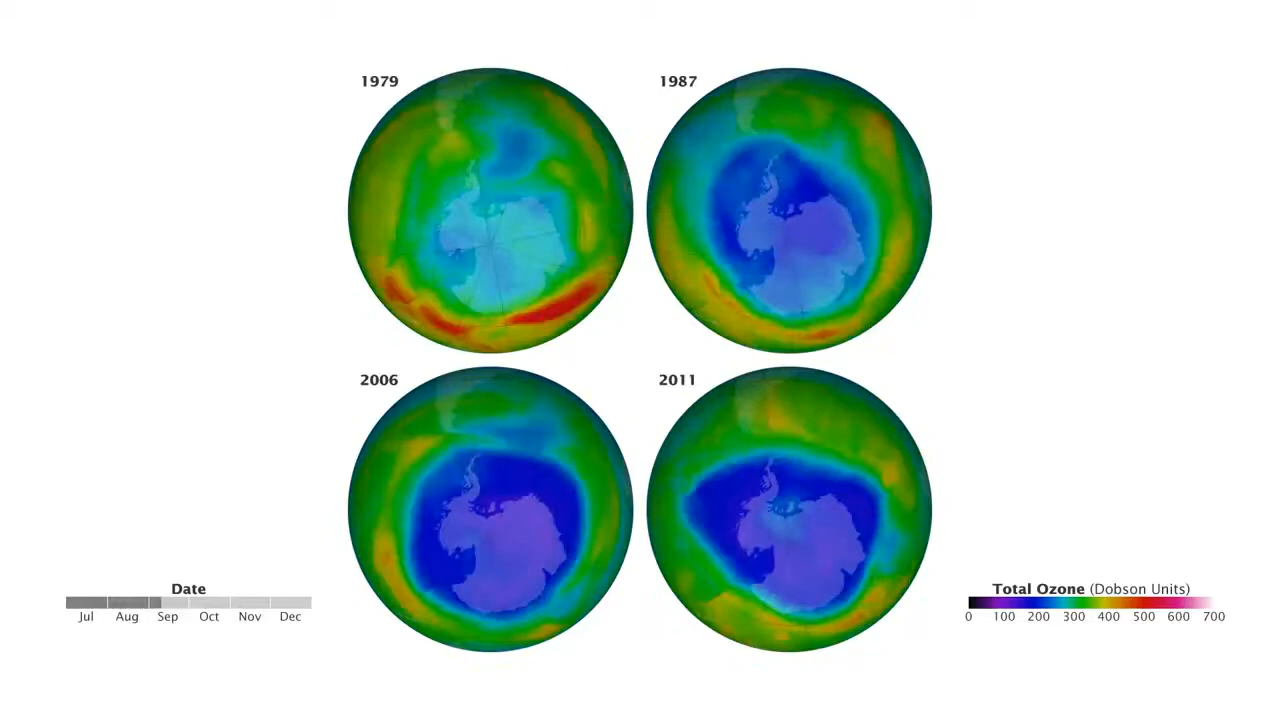 1979
1987
2006
2011
Date
Jul Aug Sep Oct Nov Dec
Total Ozone (Dobson Units)
0 100 200 300 400 500 600 700